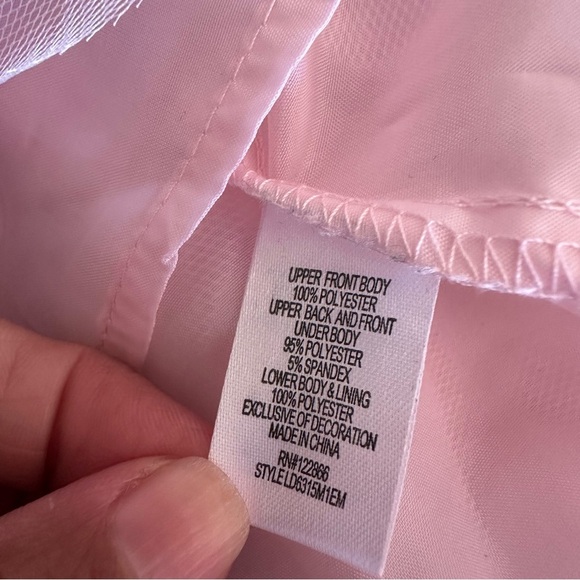 UPPER FRONT BODY
100% POLYESTER
UPPER BACK AND FRONT
UNDER BODY
95% POLYESTER
5% SPANDEX
LOWER BODY & LINING
100% POLYESTER
EXCLUSIVE OF DECORATION
MADE IN CHINA
RN#122866
STYLE LD6315M1EM